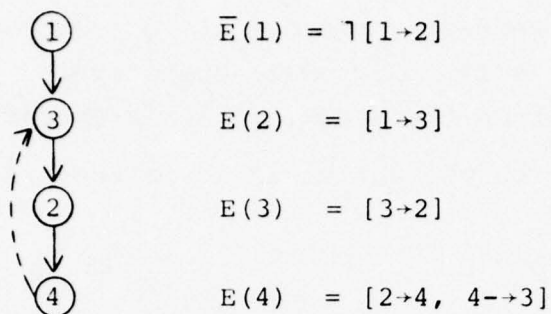 1 E̅(1) = ⅂[1→2]
3 E(2) = [1→3]
2 E(3) = [3→2]
4 E(4) = [2→4, 4-→3]